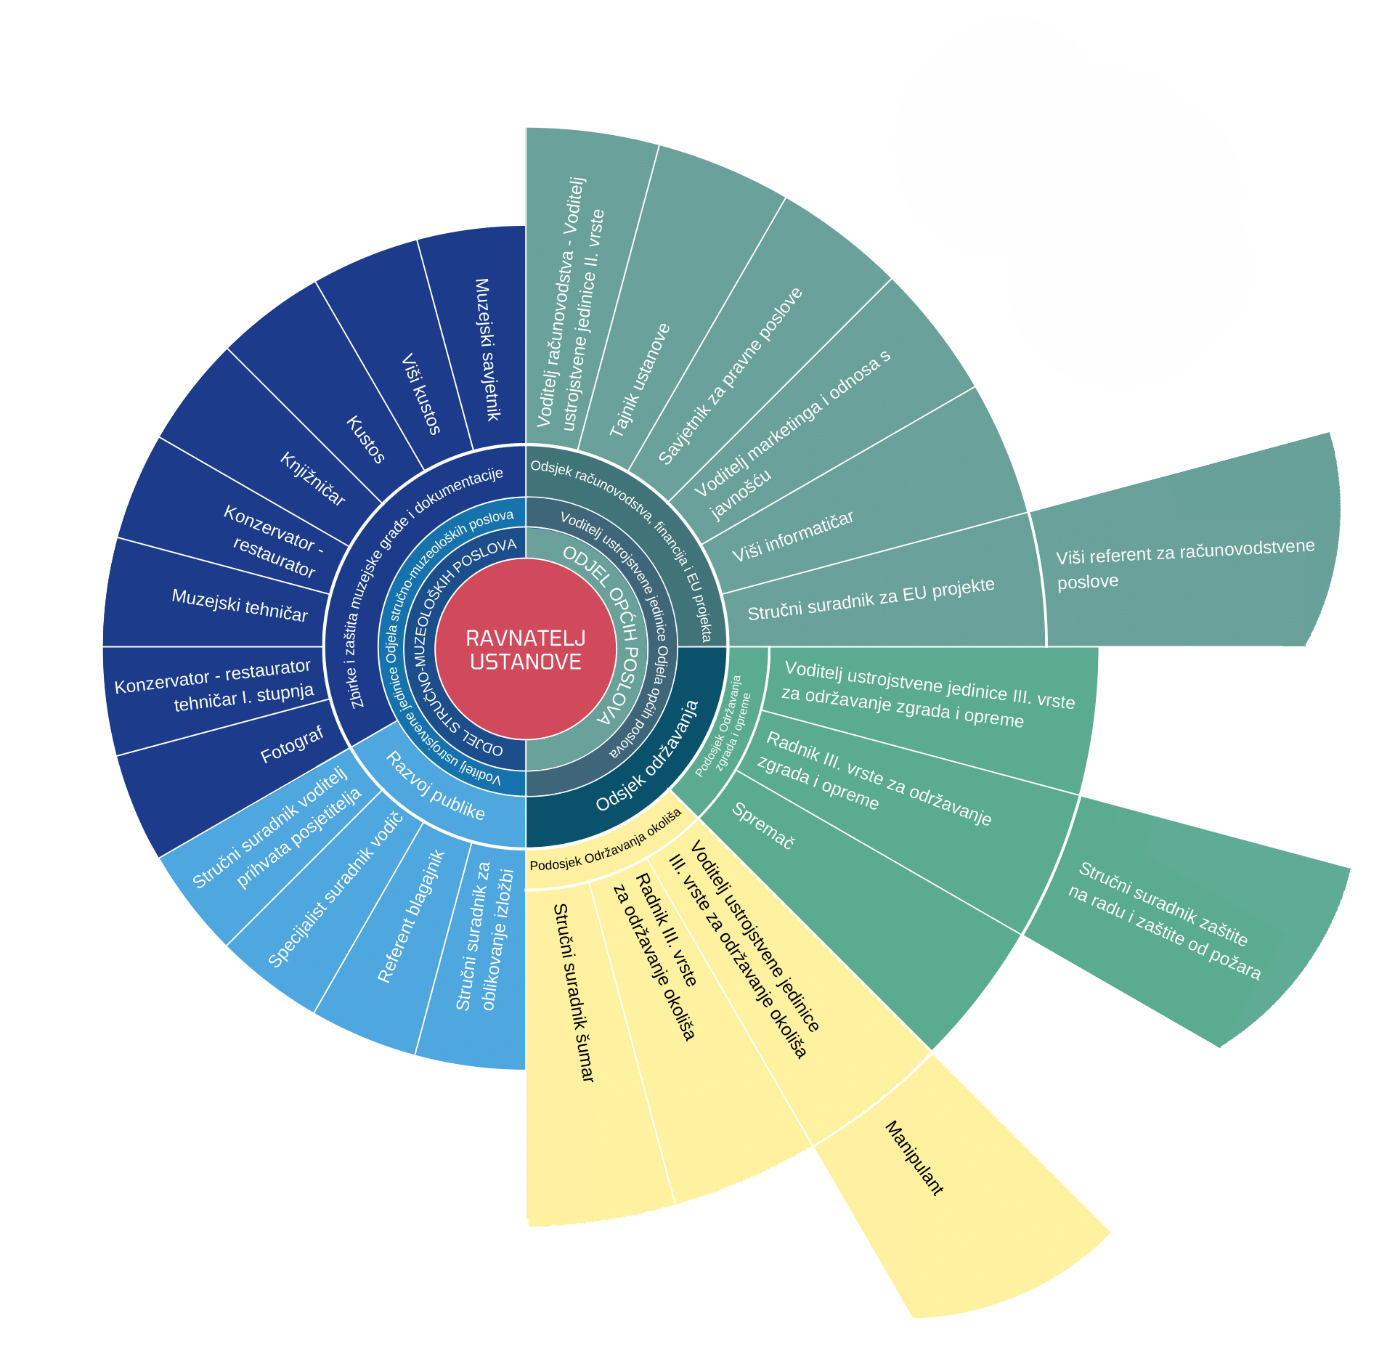 RAVNATELJ
USTANOVE
ODJEL OPĆIH POSLOVA
Voditelj ustrojstvene jedinice Odjela općih poslova
Odsjek računovodstva, financija i EU projekta
Voditelj računovodstva - Voditelj
ustrojstvene jedinice II. vrste
Tajnik ustanove
Savjetnik za pravne poslove
Voditelj marketinga i odnosa s
javnošću
Viši informatičar
Stručni suradnik za EU projekte
Viši referent za računovodstvene
poslove
Odsjek održavanja
Podosjek Održavanja
zgrada i opreme
Voditelj ustrojstvene jedinice III. vrste
za održavanje zgrada i opreme
Radnik III. vrste za održavanje
zgrada i opreme
Spremač
Stručni suradnik zaštite
na radu i zaštite od požara
Podosjek Održavanja okoliša
Voditelj ustrojstvene jedinice
III. vrste za održavanje okoliša
Radnik III. vrste
za održavanje okoliša
Stručni suradnik šumar
Manipulant
ODJEL STRUČNO-MUZEOLOŠKIH POSLOVA
Voditelj ustrojstvene jedinice Odjela stručno-muzeoloških poslova
Razvoj publike
Stručni suradnik za
oblikovanje izložbi
Referent blagajnik
Specijalist suradnik vodič
Stručni suradnik voditelj
prihvata posjetitelja
Zbirke i zaštita muzejske građe i dokumentacije
Fotograf
Konzervator - restaurator
tehničar I. stupnja
Muzejski tehničar
Konzervator -
restaurator
Knjižničar
Kustos
Viši kustos
Muzejski savjetnik